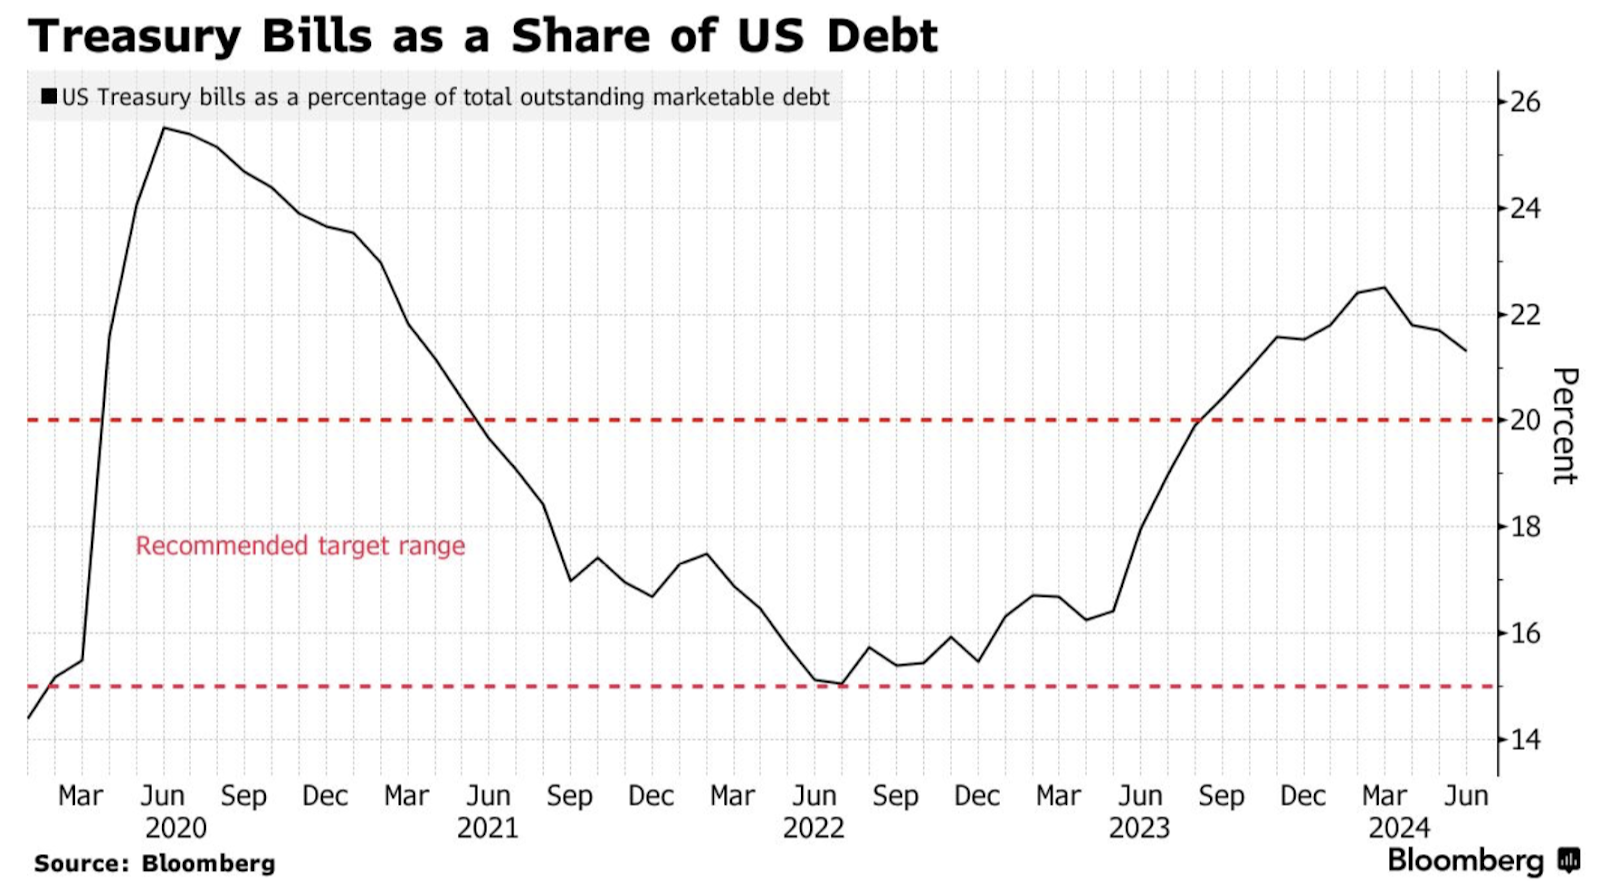 Treasury Bills as a Share of US Debt
US Treasury bills as a percentage of total outstanding marketable debt
26
24
22
20
18
16
14
Percent
Recommended target range
Mar Jun Sep Dec Mar Jun Sep Dec Mar Jun Sep Dec Mar Jun Sep Dec Mar Jun
2020 2021 2022 2023 2024
Source: Bloomberg
Bloomberg